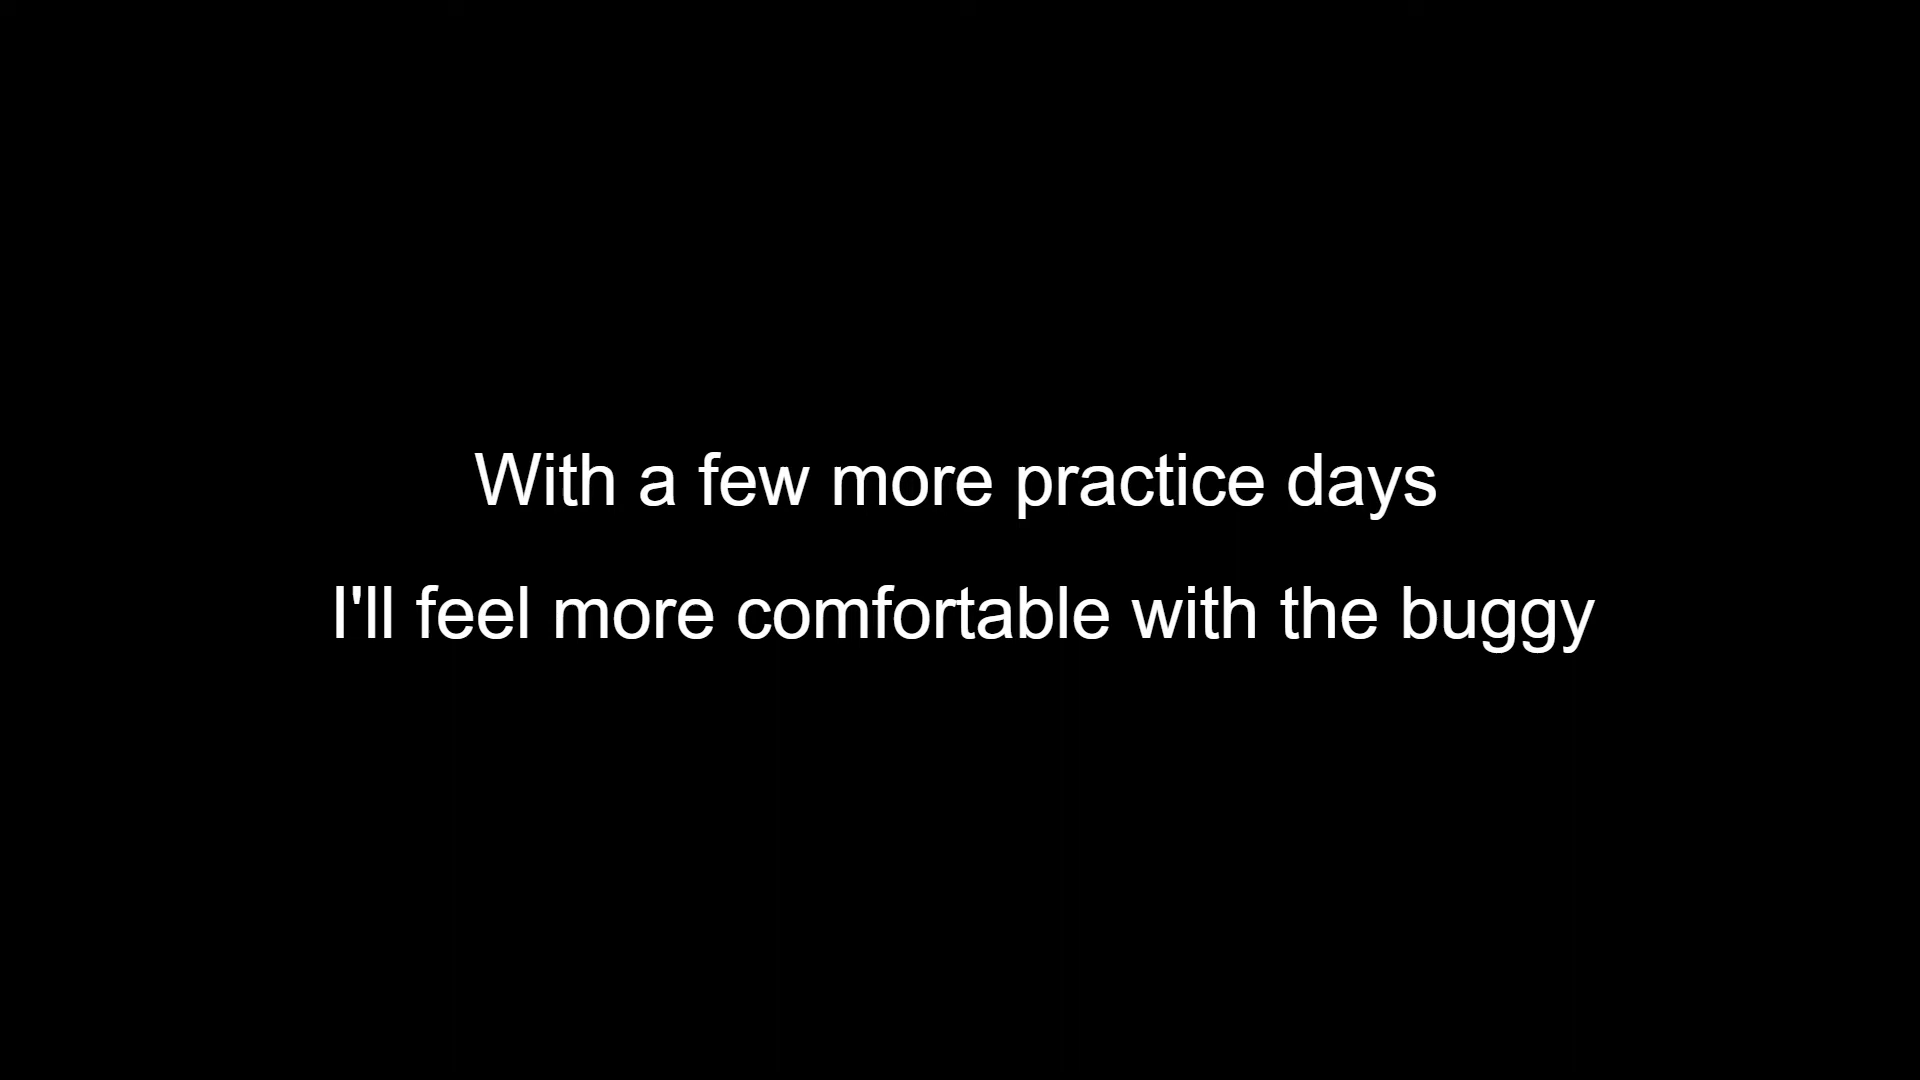 With a few more practice days
I'll feel more comfortable with the buggy